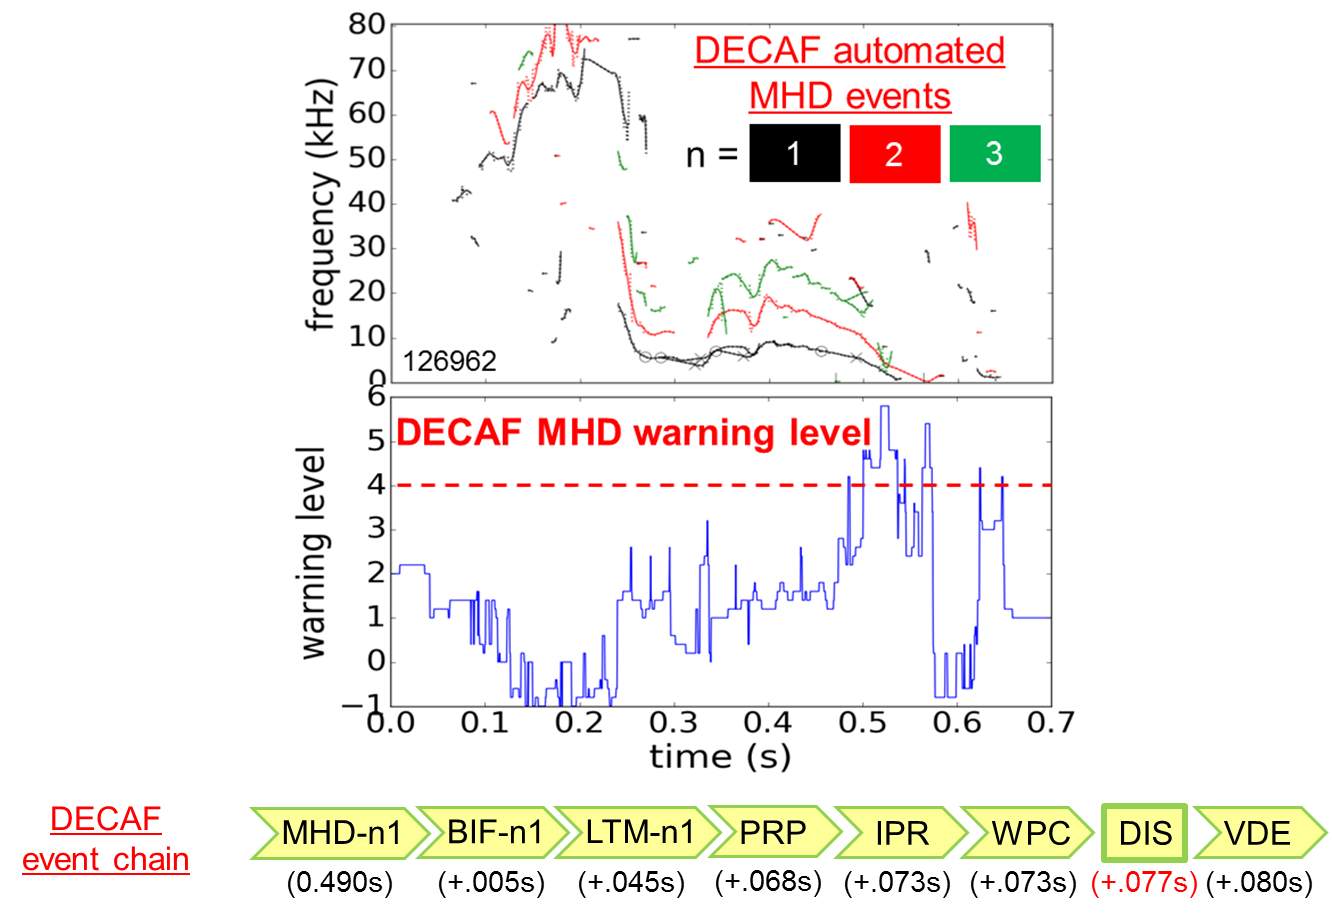 80
70
60
50
40
30
20
10
0
frequency (kHz)
DECAF automated
MHD events
n = 1 2 3
126962
6
5
4
3
2
1
0
−1
warning level
DECAF MHD warning level
0.0 0.1 0.2 0.3 0.4 0.5 0.6 0.7
time (s)
DECAF
event chain
MHD-n1 BIF-n1 LTM-n1 PRP IPR WPC DIS VDE
(0.490s) (+.005s) (+.045s) (+.068s) (+.073s) (+.073s) (+.077s) (+.080s)